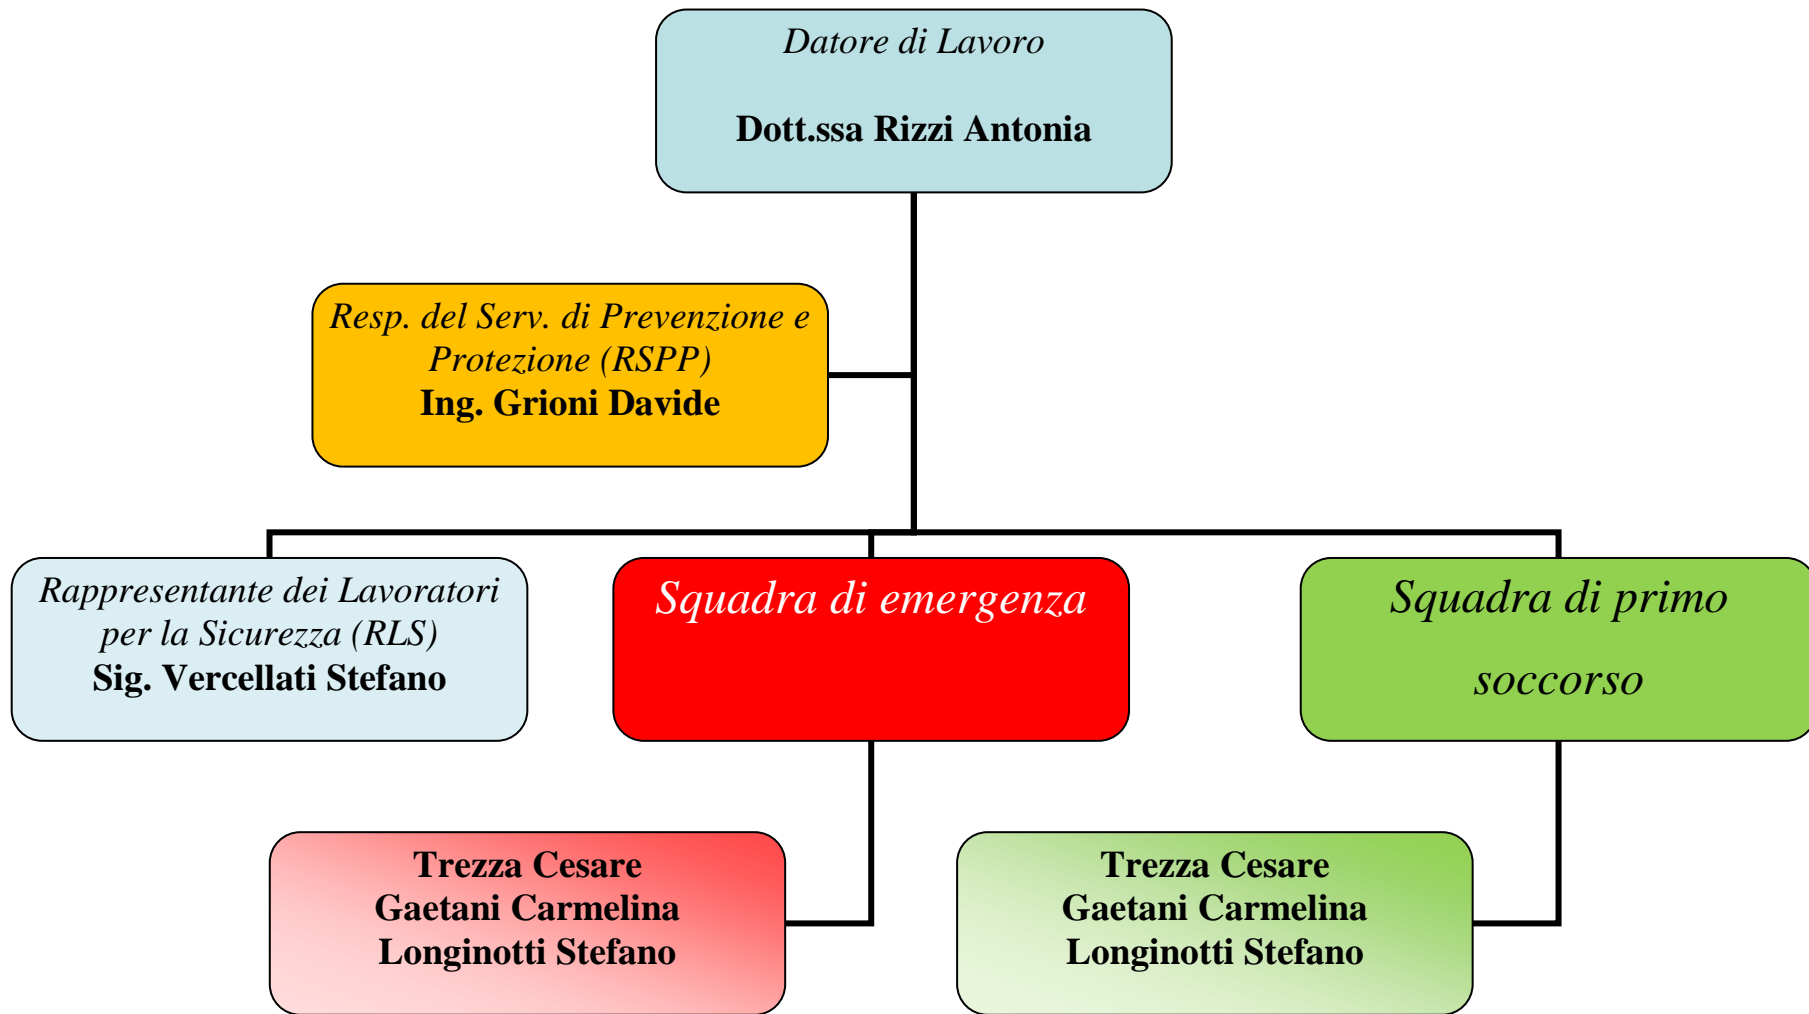 Datore di Lavoro
Dott.ssa Rizzi Antonia
Resp. del Serv. di Prevenzione e
Protezione (RSPP)
Ing. Grioni Davide
Rappresentante dei Lavoratori
per la Sicurezza (RLS)
Sig. Vercellati Stefano
Squadra di emergenza
Squadra di primo
soccorso
Trezza Cesare
Gaetani Carmelina
Longinotti Stefano
Trezza Cesare
Gaetani Carmelina
Longinotti Stefano